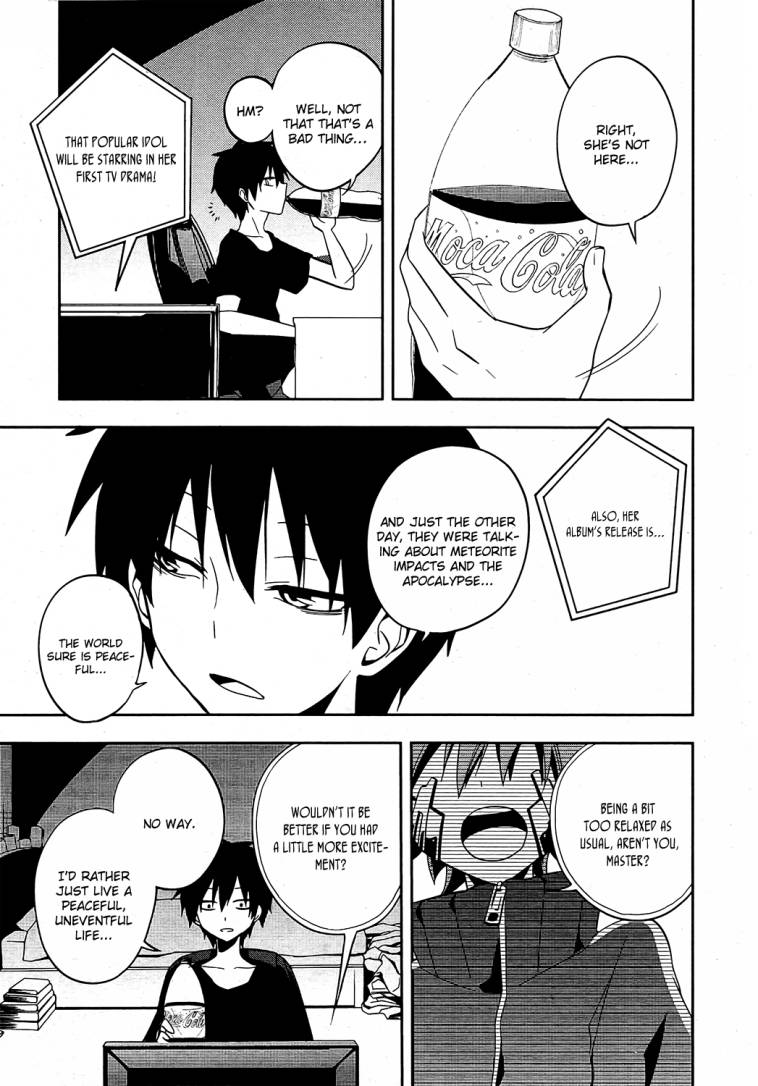 RIGHT,
SHE'S NOT
HERE...
Moca Cola
WELL, NOT
THAT THAT'S A
BAD THING...
HM?
THAT POPULAR IDOL
WILL BE STARRING IN HER
FIRST TV DRAMA!
ALSO, HER
ALBUM'S RELEASE IS...
AND JUST THE OTHER
DAY, THEY WERE TALK-
ING ABOUT METEORITE
IMPACTS AND THE
APOCALYPSE...
THE WORLD
SURE IS PEACE-
FUL...
BEING A BIT
TOO RELAXED AS
USUAL, AREN'T YOU,
MASTER?
WOULDN'T IT BE
BETTER IF YOU HAD
A LITTLE MORE EXCITE-
MENT?
NO WAY.
I'D RATHER
JUST LIVE A
PEACEFUL,
UNEVENTFUL
LIFE...